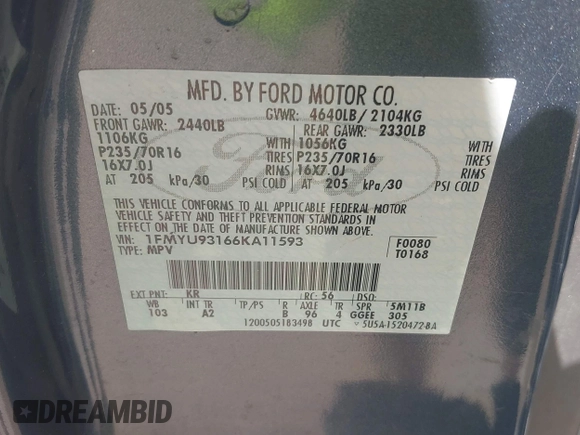 MFD. BY FORD MOTOR CO.
DATE: 05/05 GVWR: 4640LB / 2104KG
FRONT GAWR: 2440LB REAR GAWR: 2330LB
1106KG WITH 1056KG WITH
P235/70R16 TIRES P235/70R16 TIRES
16X7.0J RIMS 16X7.0J RIMS
AT 205 kPa/30 PSI COLD AT 205 kPa/30 PSI COLD
THIS VEHICLE CONFORMS TO ALL APPLICABLE FEDERAL MOTOR
VEHICLE SAFETY AND THEFT PREVENTION STANDARDS IN
EFFECT ON THE DATE OF MANUFACTURE SHOWN ABOVE.
VIN: 1FMYU93166KA11593 F0080
TYPE: MPV T0168
EXT PNT: KR RC: 56 DSO:
WB INT TR TP/PS R AXLE TR SPR 5M11B
103 A2 B 96 4 GGEE 305
1200505183498 UTC 5U5A-1520472-BA
Ford
DREAMBID